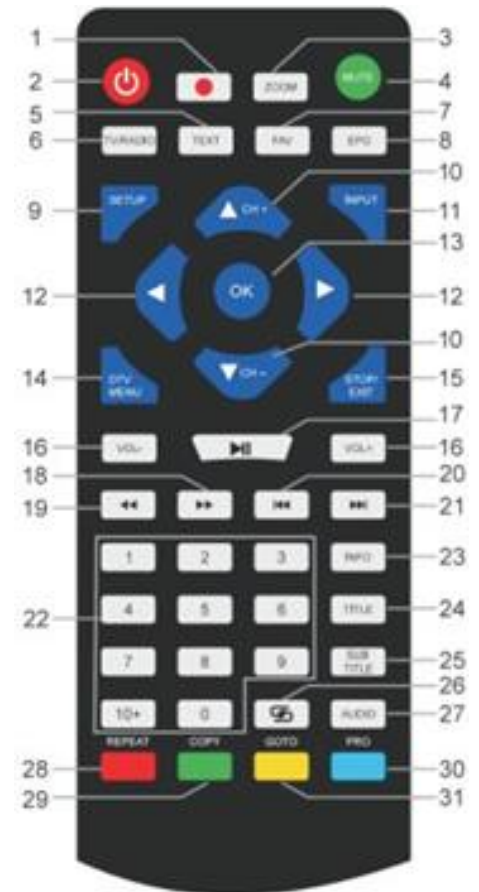 1
3
2
MUTE
4
ZOOM
5
7
6
TV/RADIO
TEXT
FAV
EPG
8
10
9
SETUP
CH +
INPUT
11
13
12
OK
12
10
14
DTV
MENU
CH -
STOP/
EXIT
15
17
16
VOL-
VOL+
16
18
20
19
21
1
2
3
INFO
23
22
4
5
6
TITLE
24
7
8
9
SUB
TITLE
25
26
10+
0
AUDIO
27
REPEAT
COPY
GOTO
PRO
28
30
29
31